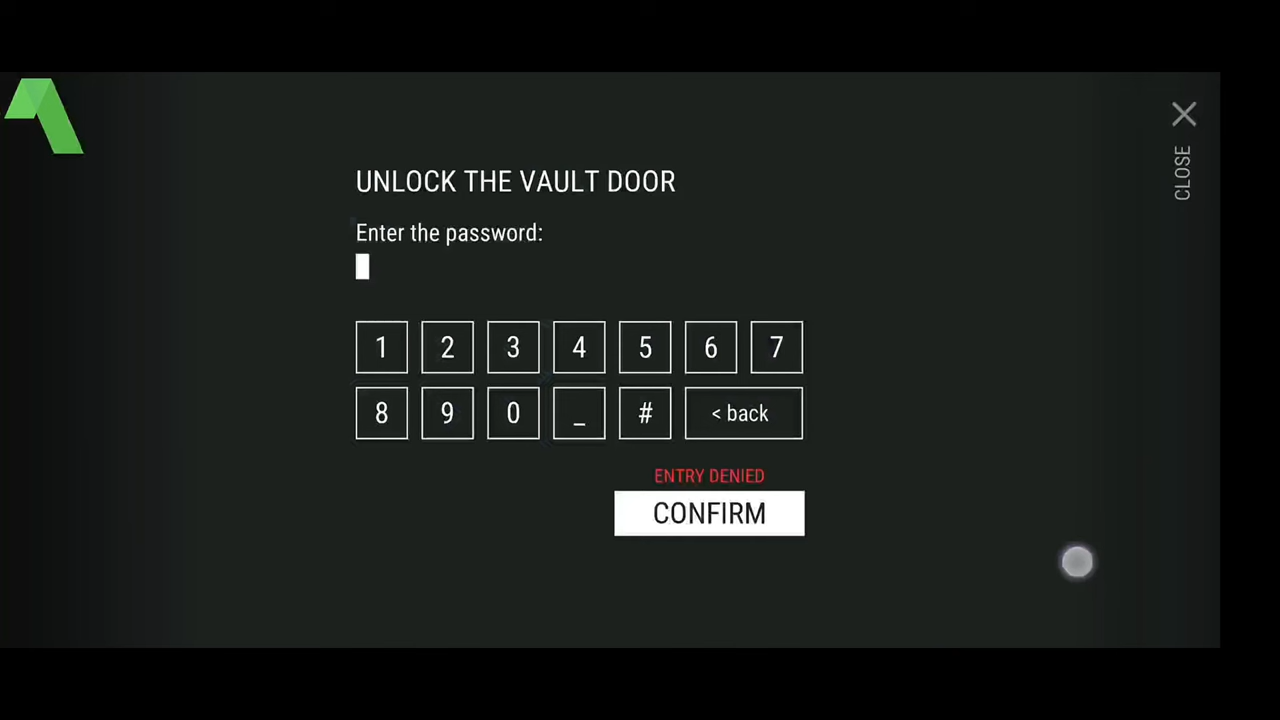 CLOSE
UNLOCK THE VAULT DOOR
Enter the password:
1 2 3 4 5 6 7
8 9 0 _ # < back
ENTRY DENIED
CONFIRM